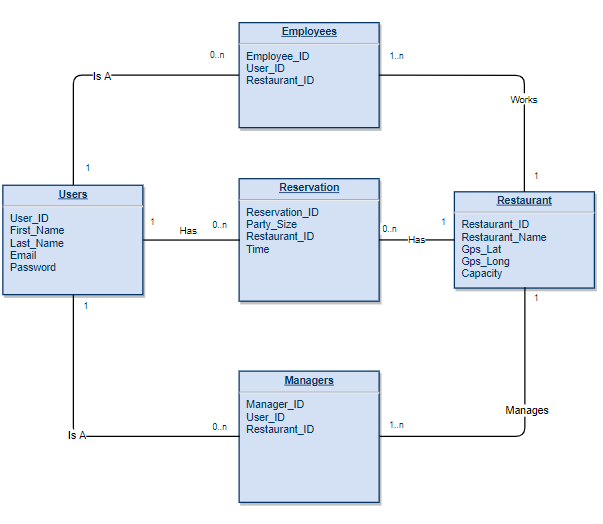 Employees
Employee_ID
User_ID
Restaurant_ID
0..n
1..n
Is A
Works
1
1
Users
User_ID
First_Name
Last_Name
Email
Password
1
Has
0..n
Reservation
Reservation_ID
Party_Size
Restaurant_ID
Time
0..n
Has
1
Restaurant
Restaurant_ID
Restaurant_Name
Gps_Lat
Gps_Long
Capacity
1
1
Managers
Manager_ID
User_ID
Restaurant_ID
Is A
0..n
1..n
Manages